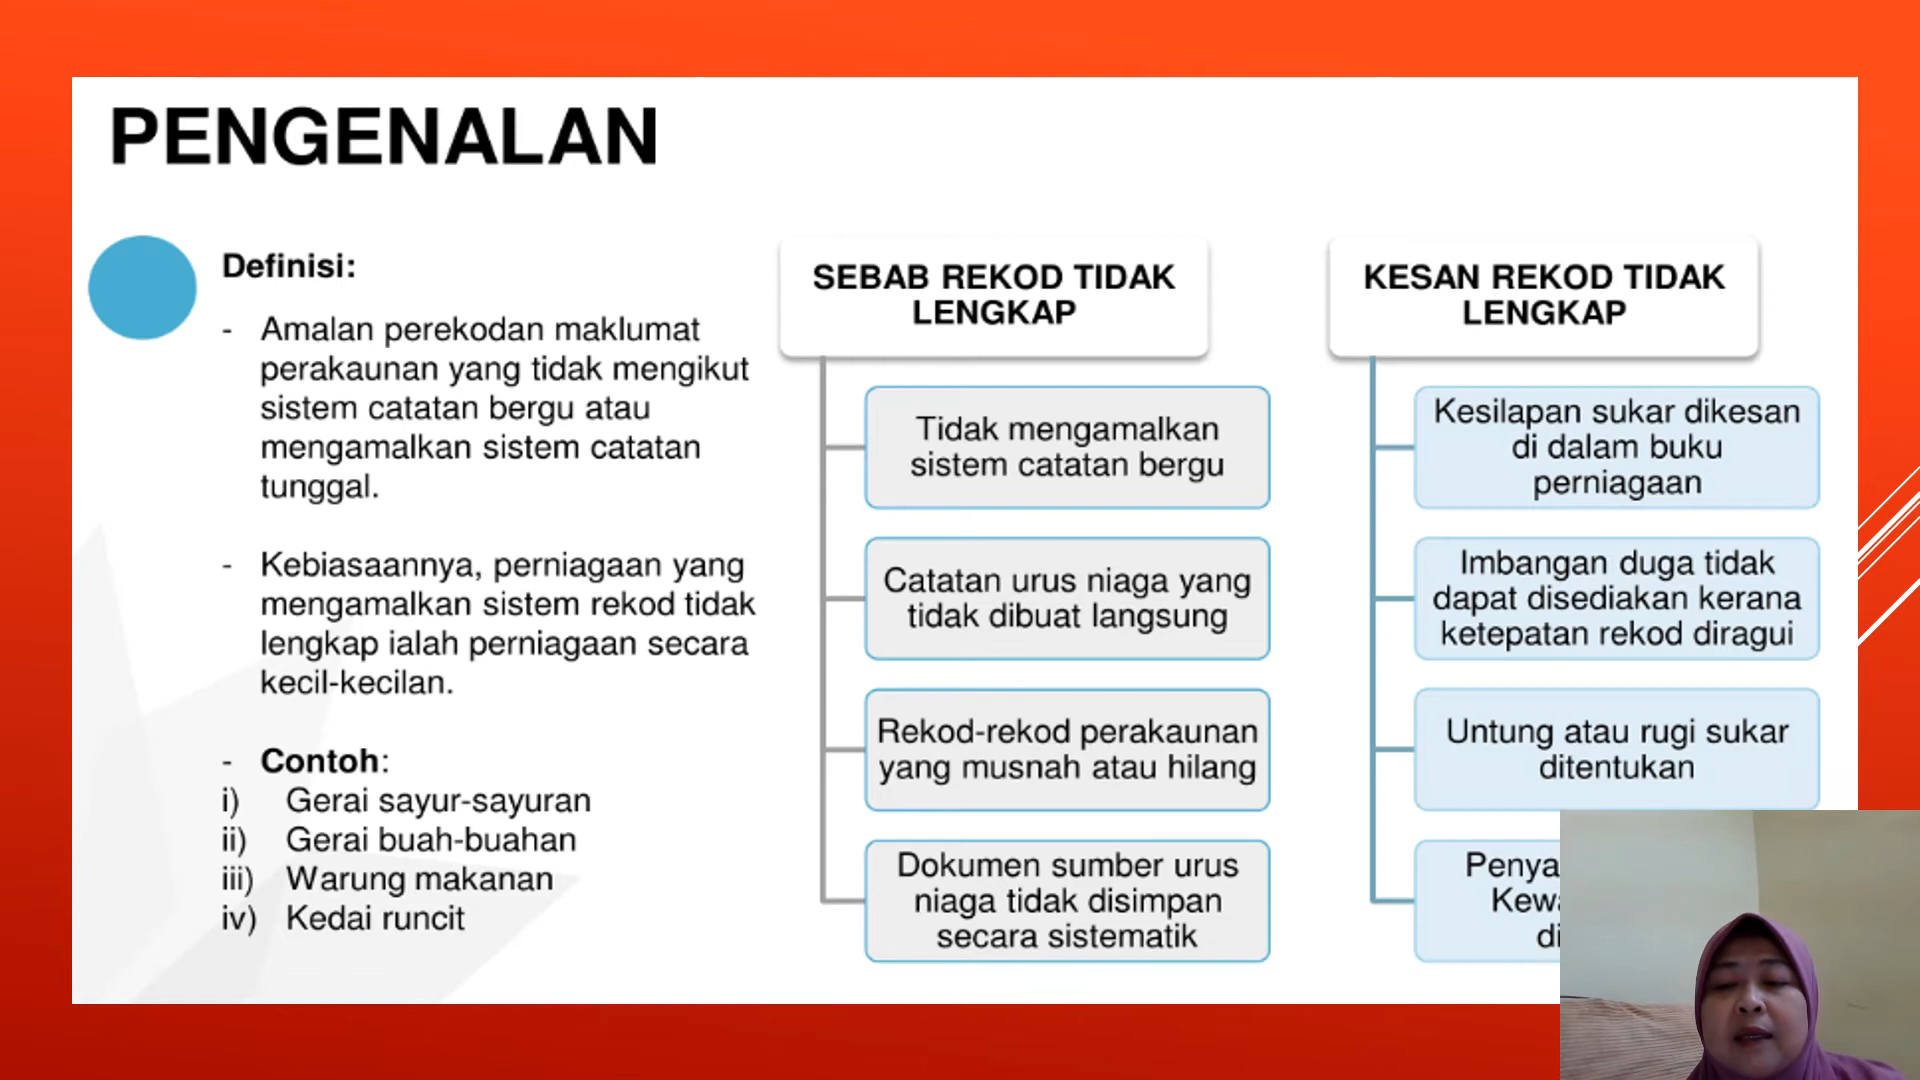 PENGENALAN
Definisi:
- Amalan perekodan maklumat
perakaunan yang tidak mengikut
sistem catatan bergu atau
mengamalkan sistem catatan
tunggal.
- Kebiasaannya, perniagaan yang
mengamalkan sistem rekod tidak
lengkap ialah perniagaan secara
kecil-kecilan.
- Contoh:
i) Gerai sayur-sayuran
ii) Gerai buah-buahan
iii) Warung makanan
iv) Kedai runcit
SEBAB REKOD TIDAK
LENGKAP
Tidak mengamalkan
sistem catatan bergu
Catatan urus niaga yang
tidak dibuat langsung
Rekod-rekod perakaunan
yang musnah atau hilang
Dokumen sumber urus
niaga tidak disimpan
secara sistematik
KESAN REKOD TIDAK
LENGKAP
Kesilapan sukar dikesan
di dalam buku
perniagaan
Imbangan duga tidak
dapat disediakan kerana
ketepatan rekod diragui
Untung atau rugi sukar
ditentukan